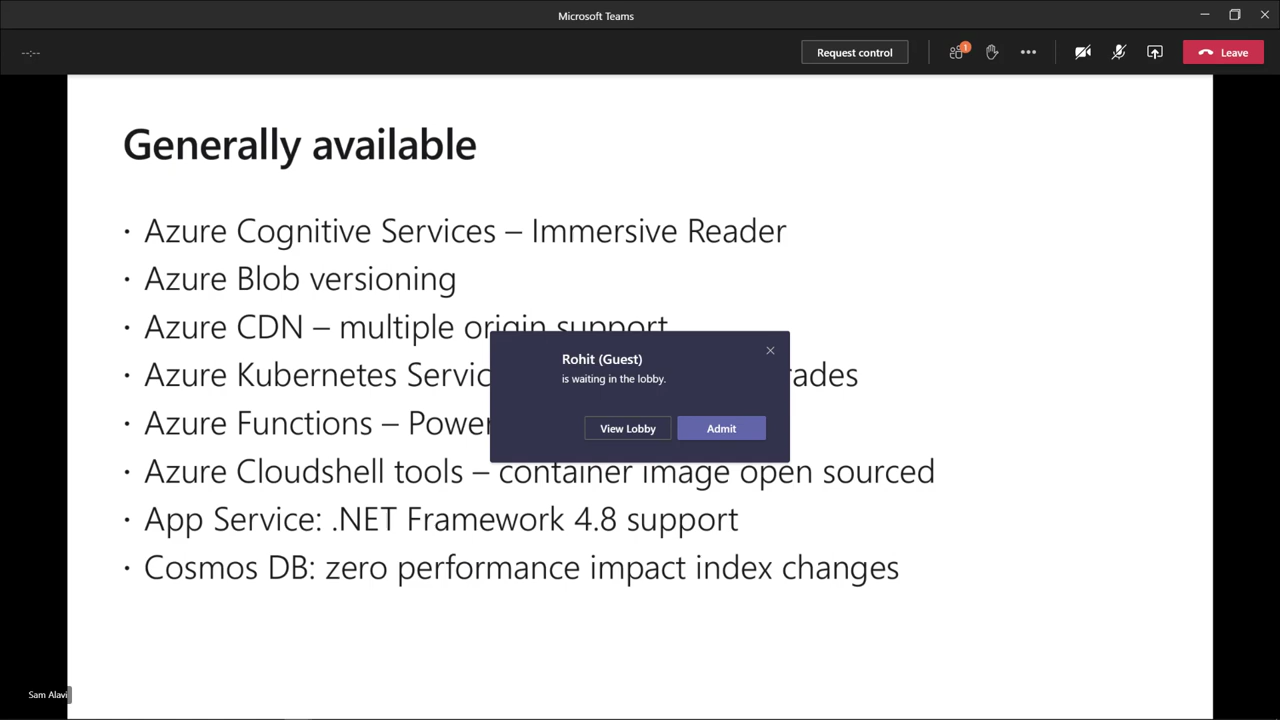 Microsoft Teams
--:--
Request control
1
Leave
Generally available
· Azure Cognitive Services – Immersive Reader
· Azure Blob versioning
· Azure CDN – multiple origin support
· Azure Kubernetes Servic rades
· Azure Functions – Power
· Azure Cloudshell tools – container image open sourced
· App Service: .NET Framework 4.8 support
· Cosmos DB: zero performance impact index changes
Rohit (Guest)
is waiting in the lobby.
View Lobby
Admit
Sam Alavi